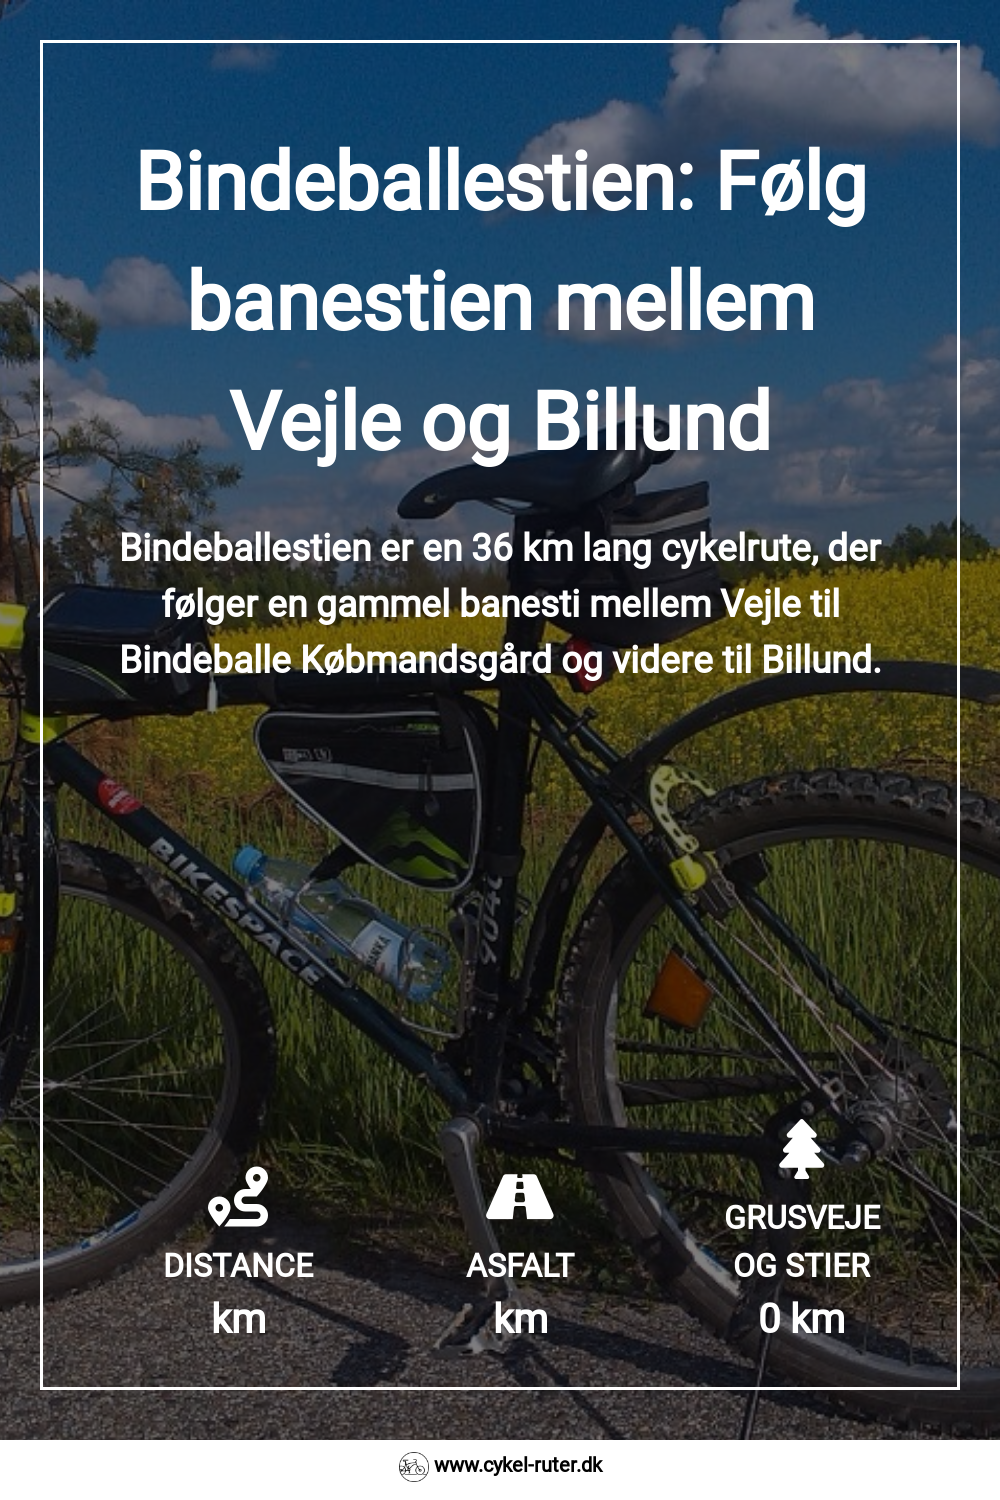 Bindeballestien: Følg
banestien mellem
Vejle og Billund
Bindeballestien er en 36 km lang cykelrute, der
følger en gammel banesti mellem Vejle til
Bindeballe Købmandsgård og videre til Billund.
BIKESPACE
DISTANCE
km
ASFALT
km
GRUSVEJE
OG STIER
0 km
www.cykel-ruter.dk